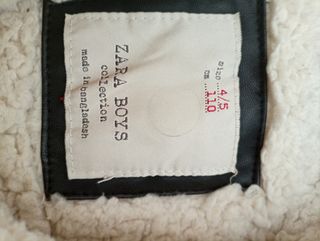 ZARA BOYS
collection
made in
bangladesh
size....4/5
cm....110